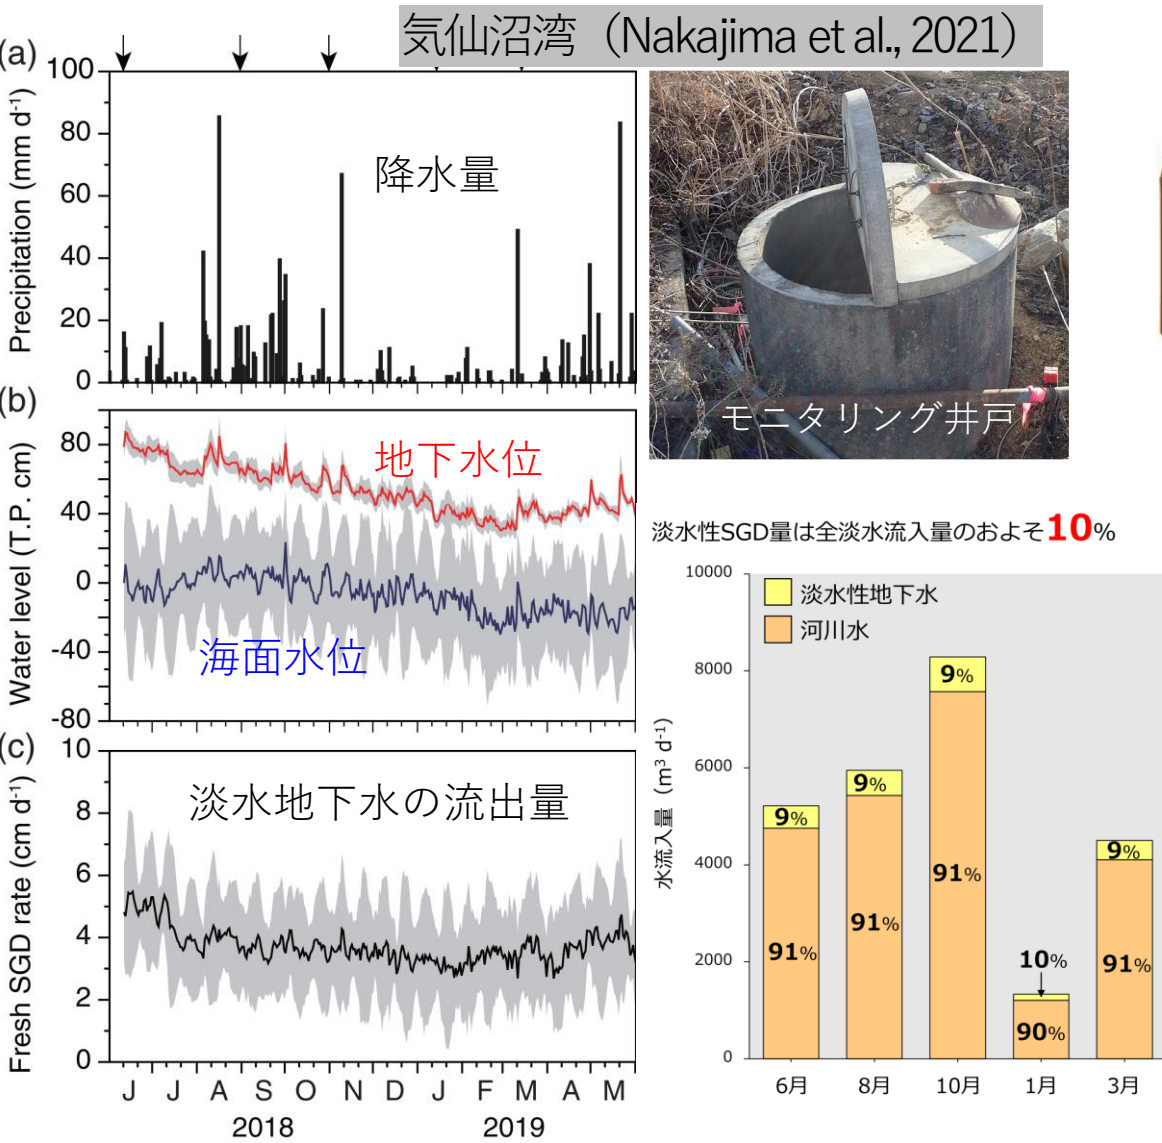 気仙沼湾（Nakajima et al., 2021）
(a)
Precipitation (mm d-1)
100
80
60
40
20
0
降水量
モニタリング井戸
(b)
Water level (T.P. cm)
80
40
0
-40
-80
地下水位
海面水位
(c)
Fresh SGD rate (cm d-1)
10
8
6
4
2
0
淡水地下水の流出量
J J A S O N D J F M A M
2018 2019
淡水性SGD量は全淡水流入量のおよそ10%
水流入量（m3 d-1）
10000
8000
6000
4000
2000
0
淡水性地下水
河川水
9%
91%
9%
91%
9%
91%
10%
90%
9%
91%
6月 8月 10月 1月 3月